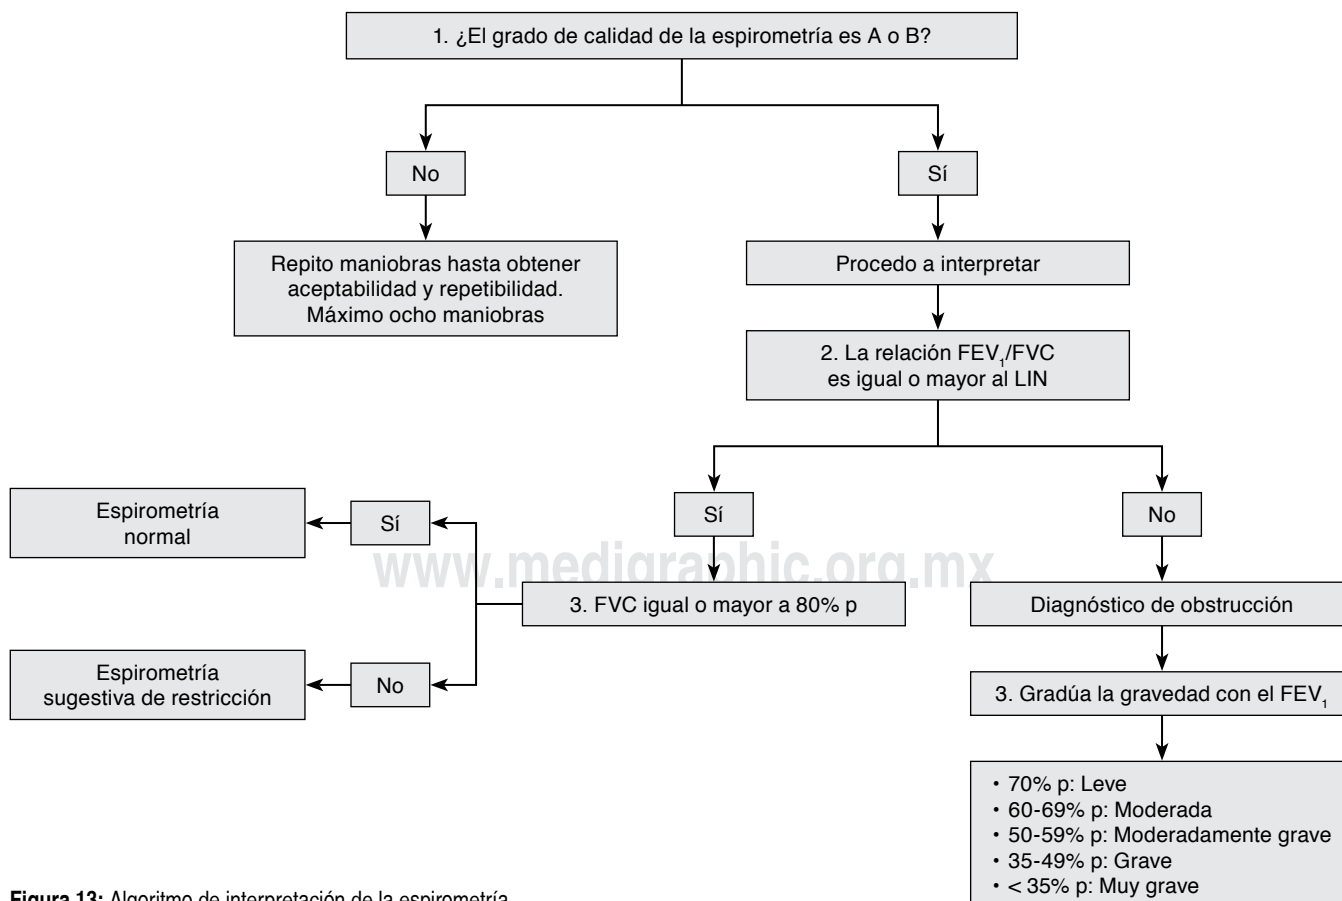 1. ¿El grado de calidad de la espirometría es A o B?
No
Sí
Repito maniobras hasta obtener
aceptabilidad y repetibilidad.
Máximo ocho maniobras
Procedo a interpretar
2. La relación FEV₁/FVC
es igual o mayor al LIN
Sí
No
Espirometría
normal
Sí
www.medigraphic.org.mx
3. FVC igual o mayor a 80% p
Diagnóstico de obstrucción
Espirometría
sugestiva de restricción
No
3. Gradúa la gravedad con el FEV₁
• 70% p: Leve
• 60-69% p: Moderada
• 50-59% p: Moderadamente grave
• 35-49% p: Grave
• < 35% p: Muy grave
Figura 13: Algoritmo de interpretación de la espirometría